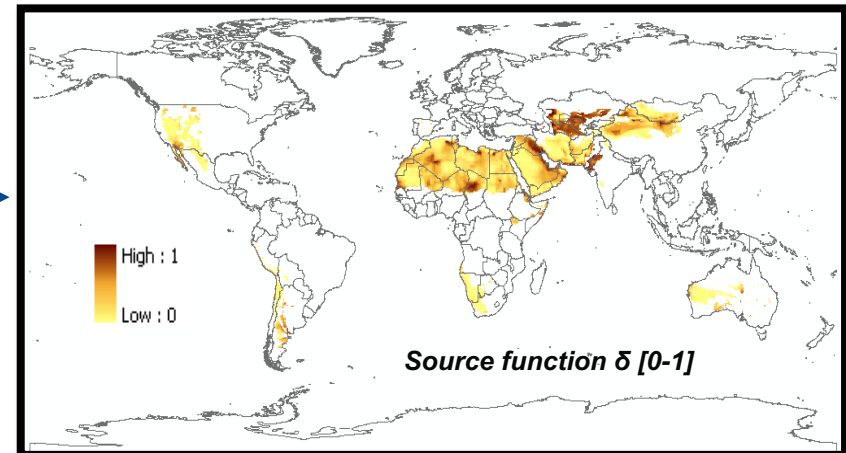 High : 1
Low : 0
Source function δ [0-1]